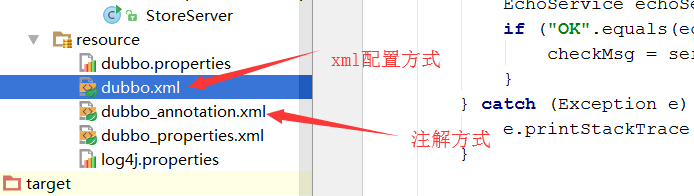 StoreServer
resource
dubbo.properties
dubbo.xml
dubbo_annotation.xml
dubbo_properties.xml
log4j.properties
target
xml配置方式
注解方式
EchoService echoSe
if ("OK".equals(ec
checkMsg = ser
}
} catch (Exception e)
e.printStackTrace
}